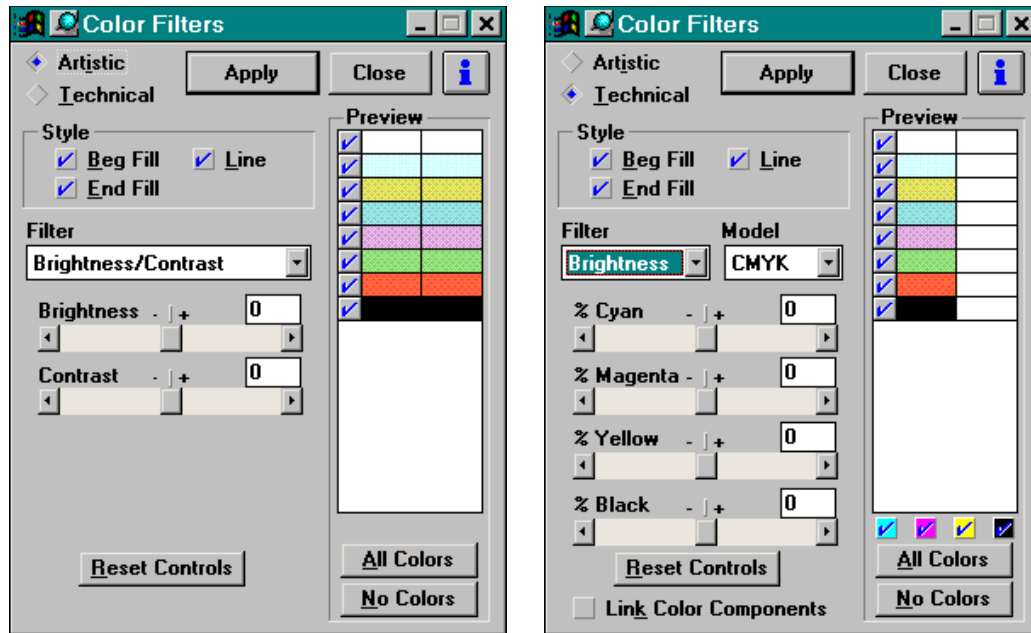 Color Filters
Artistic
Technical
Apply
Close
i
Style
Beg Fill
Line
End Fill
Preview
Filter
Brightness/Contrast
Brightness - +
0
Contrast - +
0
Reset Controls
All Colors
No Colors
Color Filters
Artistic
Technical
Apply
Close
i
Style
Beg Fill
Line
End Fill
Preview
Filter
Model
Brightness
CMYK
% Cyan - +
0
% Magenta - +
0
% Yellow - +
0
% Black - +
0
Reset Controls
Link Color Components
All Colors
No Colors